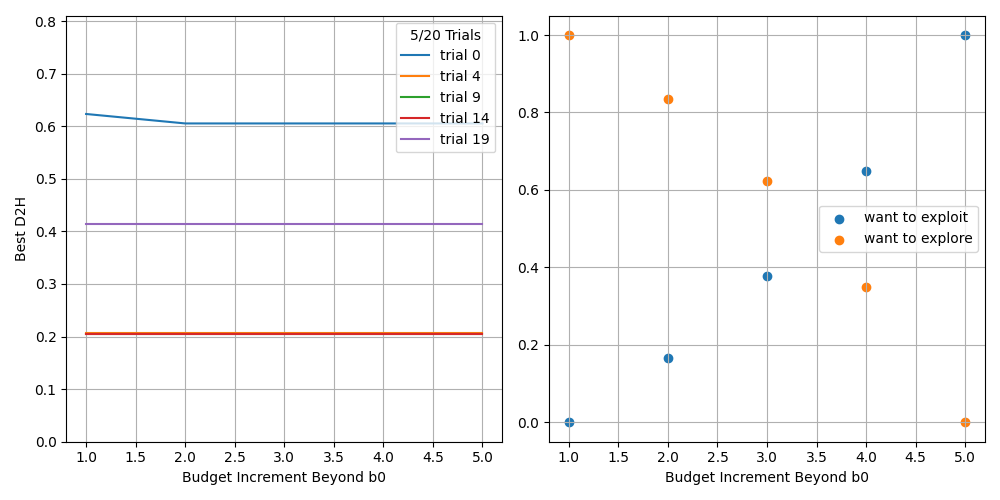 0.8
0.7
0.6
0.5
0.4
0.3
0.2
0.1
0.0
Best D2H
1.0 1.5 2.0 2.5 3.0 3.5 4.0 4.5 5.0
Budget Increment Beyond b0
5/20 Trials
trial 0
trial 4
trial 9
trial 14
trial 19
1.0
0.8
0.6
0.4
0.2
0.0
1.0 1.5 2.0 2.5 3.0 3.5 4.0 4.5 5.0
Budget Increment Beyond b0
want to exploit
want to explore